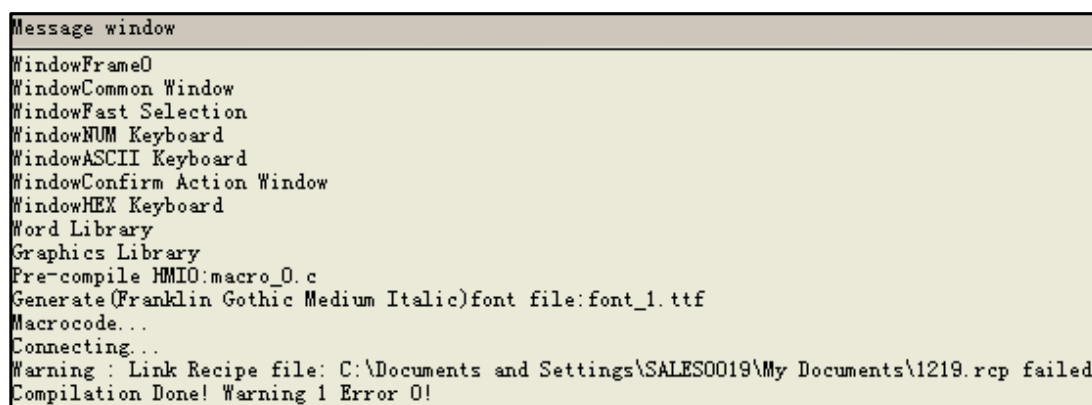 Message window
WindowFrame0
WindowCommon Window
WindowFast Selection
WindowNUM Keyboard
WindowASCII Keyboard
WindowConfirm Action Window
WindowHEX Keyboard
Word Library
Graphics Library
Pre-compile HMI0:macro_0.c
Generate(Franklin Gothic Medium Italic)font file:font_1.ttf
Macrocode...
Connecting...
Warning : Link Recipe file: C:\Documents and Settings\SALES0019\My Documents\1219.rcp failed
Compilation Done! Warning 1 Error 0!